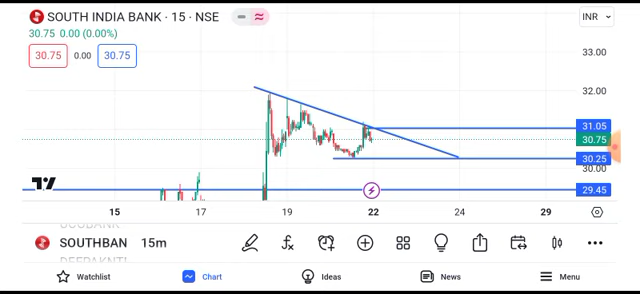 SOUTH INDIA BANK · 15 · NSE
INR
30.75 0.00 (0.00%)
30.75 0.00 30.75
33.00
32.00
31.05
30.75
30.25
30.00
29.45
15 17 19 22 24 29
SOUTHBAN 15m
Watchlist Chart Ideas News Menu